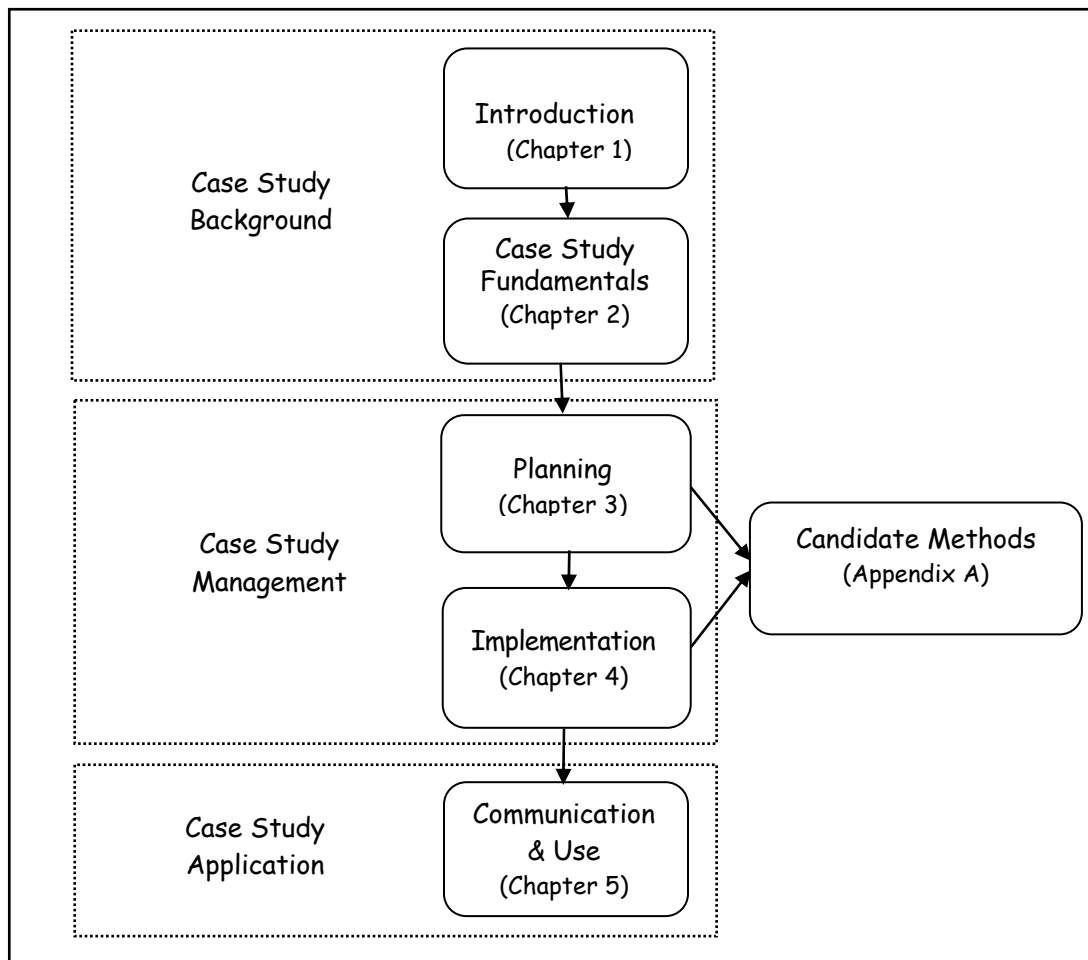 Introduction
(Chapter 1)
Case Study
Background
Case Study
Fundamentals
(Chapter 2)
Planning
(Chapter 3)
Case Study
Management
Candidate Methods
(Appendix A)
Implementation
(Chapter 4)
Communication
& Use
(Chapter 5)
Case Study
Application